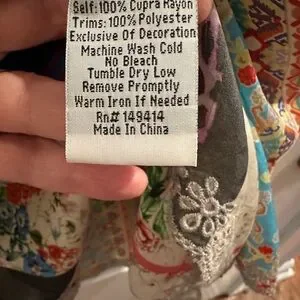 Self: 100% Cupra Rayon
Trims: 100% Polyester
Exclusive Of Decoration
Machine Wash Cold
No Bleach
Tumble Dry Low
Remove Promptly
Warm Iron If Needed
Rn# 149414
Made In China